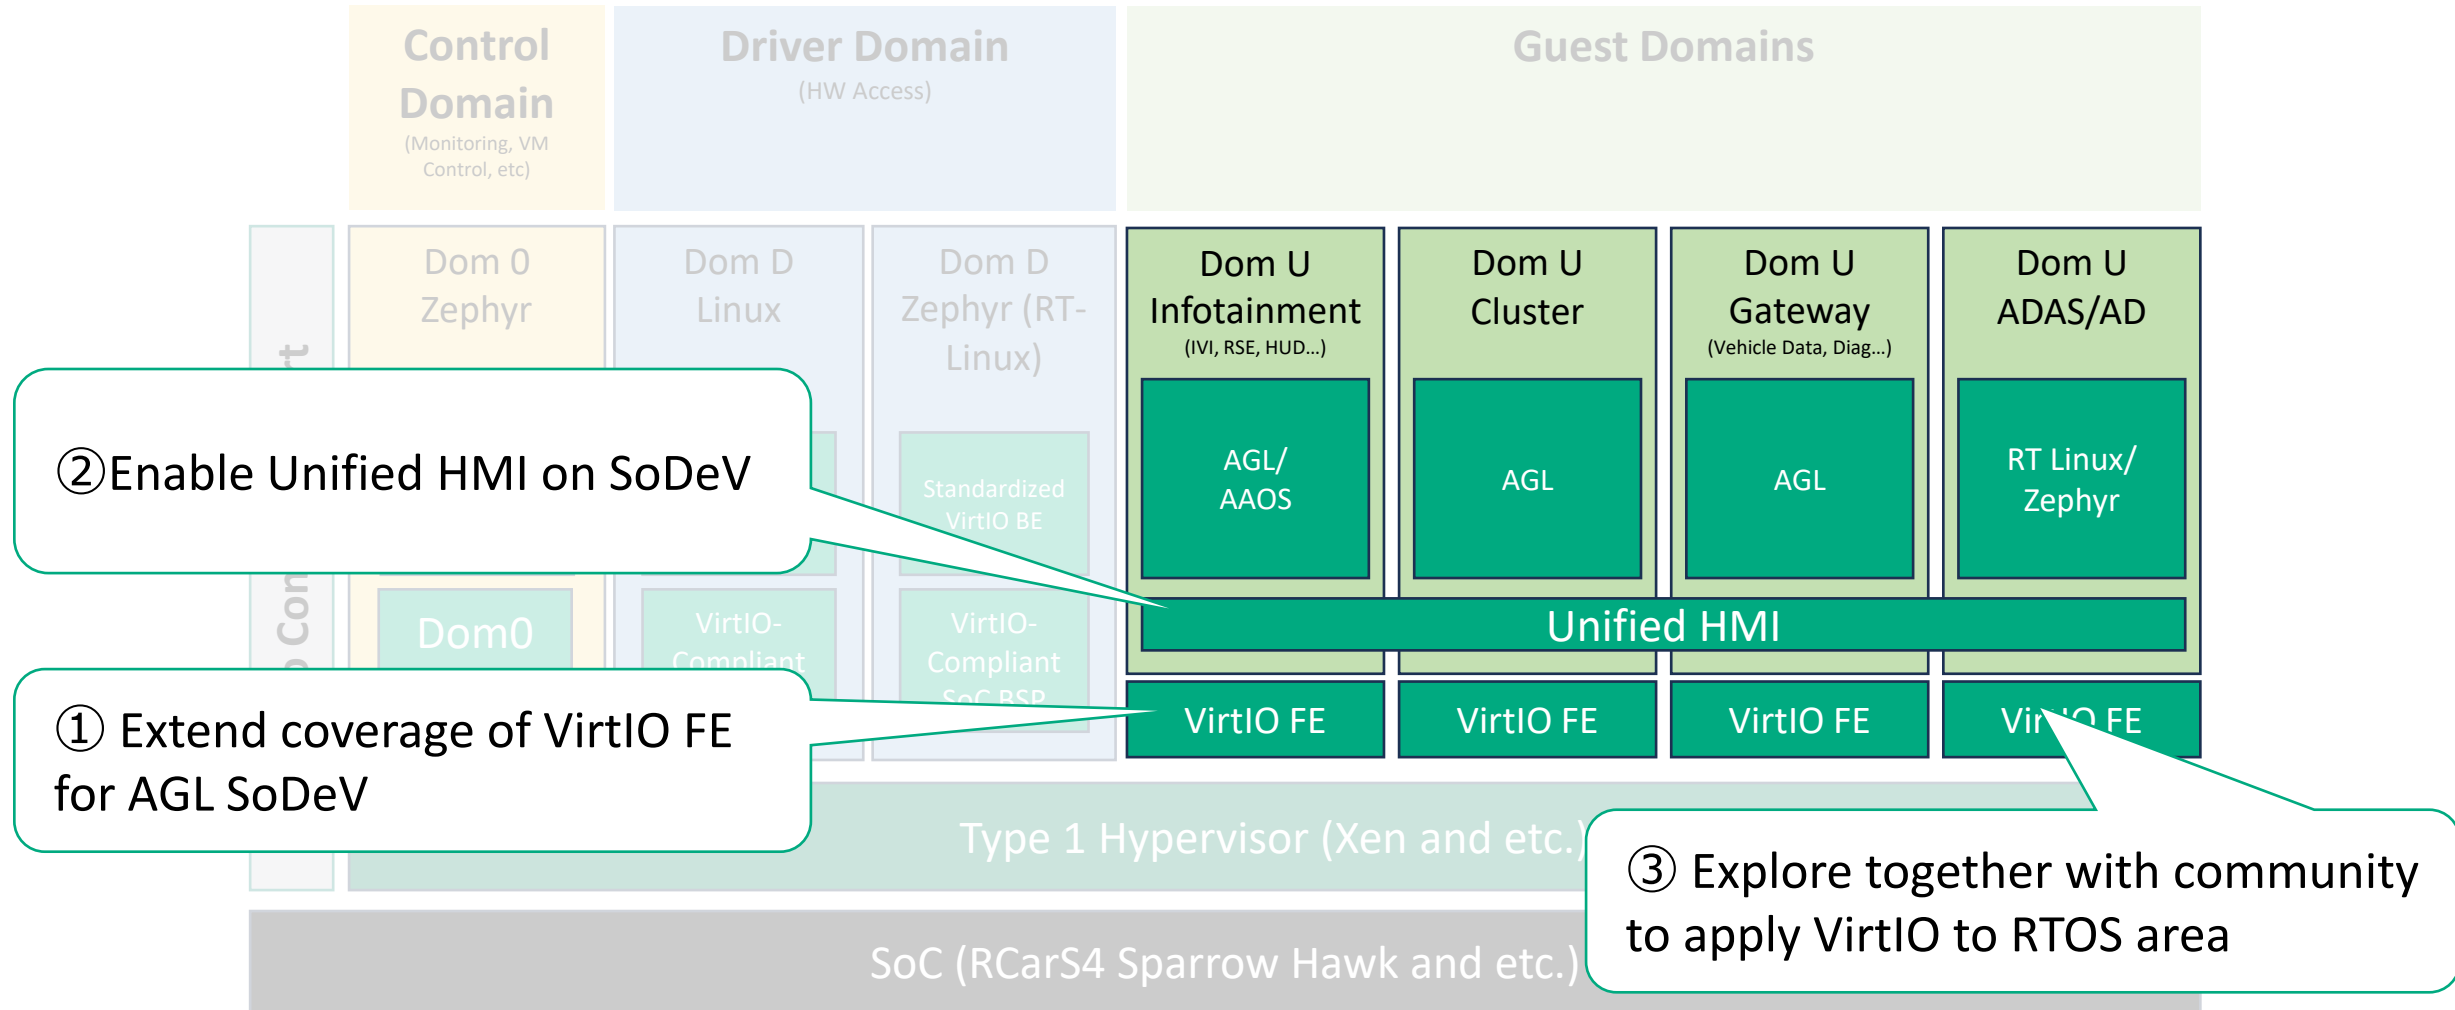 Control
Domain
(Monitoring, VM
Control, etc)
Driver Domain
(HW Access)
Guest Domains
Dom 0
Zephyr
Dom D
Linux
Dom D
Zephyr (RT-
Linux)
Dom U
Infotainment
(IVI, RSE, HUD...)
Dom U
Cluster
Dom U
Gateway
(Vehicle Data, Diag...)
Dom U
ADAS/AD
②Enable Unified HMI on SoDeV
Standardized
VirtIO BE
AGL/
AAOS
AGL
AGL
RT Linux/
Zephyr
Dom0
VirtIO-
Compliant
VirtIO-
Compliant
SoC BSP
Unified HMI
① Extend coverage of VirtIO FE
for AGL SoDeV
VirtIO FE
VirtIO FE
VirtIO FE
VirtIO FE
Type 1 Hypervisor (Xen and etc.)
③ Explore together with community
to apply VirtIO to RTOS area
SoC (RCarS4 Sparrow Hawk and etc.)